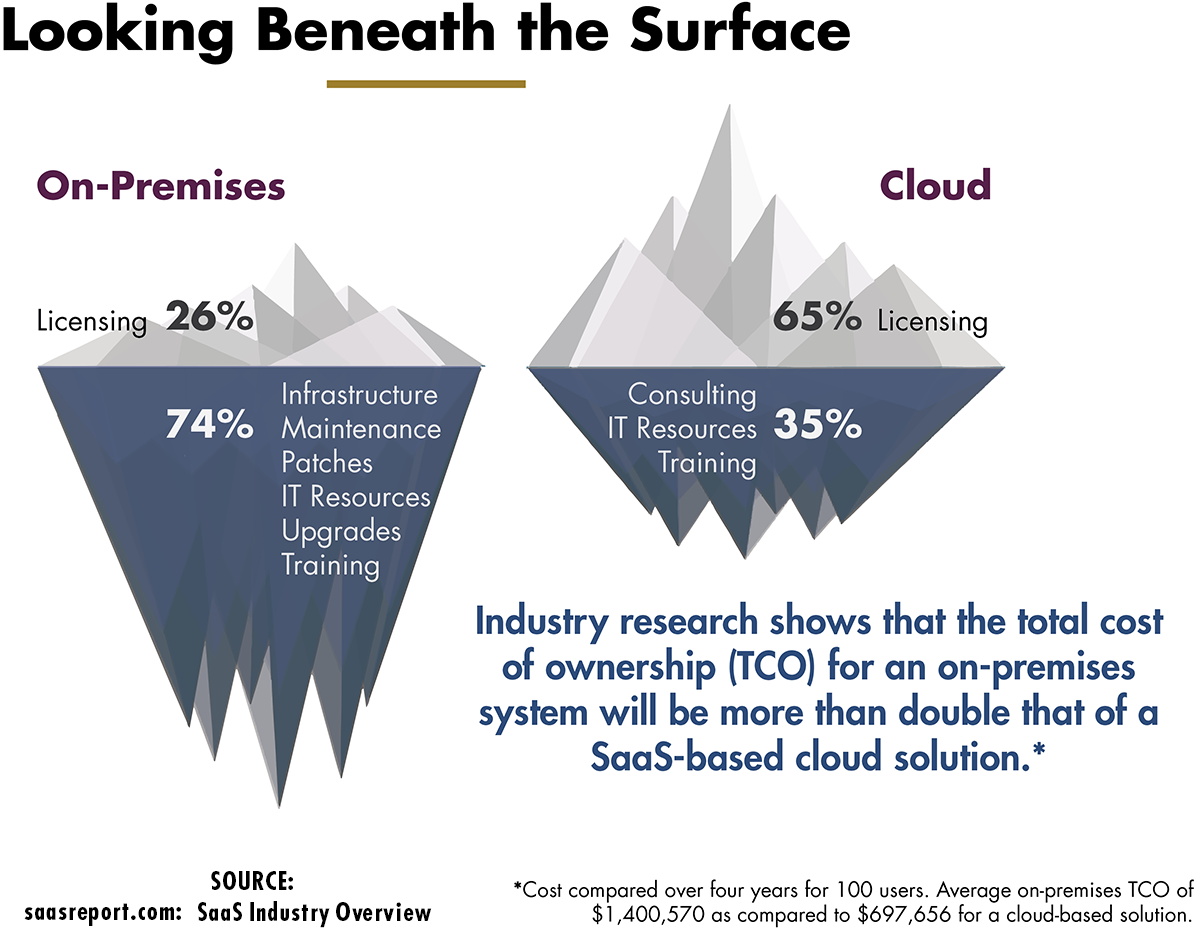 Looking Beneath the Surface
On-Premises
Licensing 26%
74%
Infrastructure
Maintenance
Patches
IT Resources
Upgrades
Training
Cloud
65% Licensing
Consulting
IT Resources
Training
35%
Industry research shows that the total cost
of ownership (TCO) for an on-premises
system will be more than double that of a
SaaS-based cloud solution.*
SOURCE:
saasreport.com: SaaS Industry Overview
*Cost compared over four years for 100 users. Average on-premises TCO of
$1,400,570 as compared to $697,656 for a cloud-based solution.